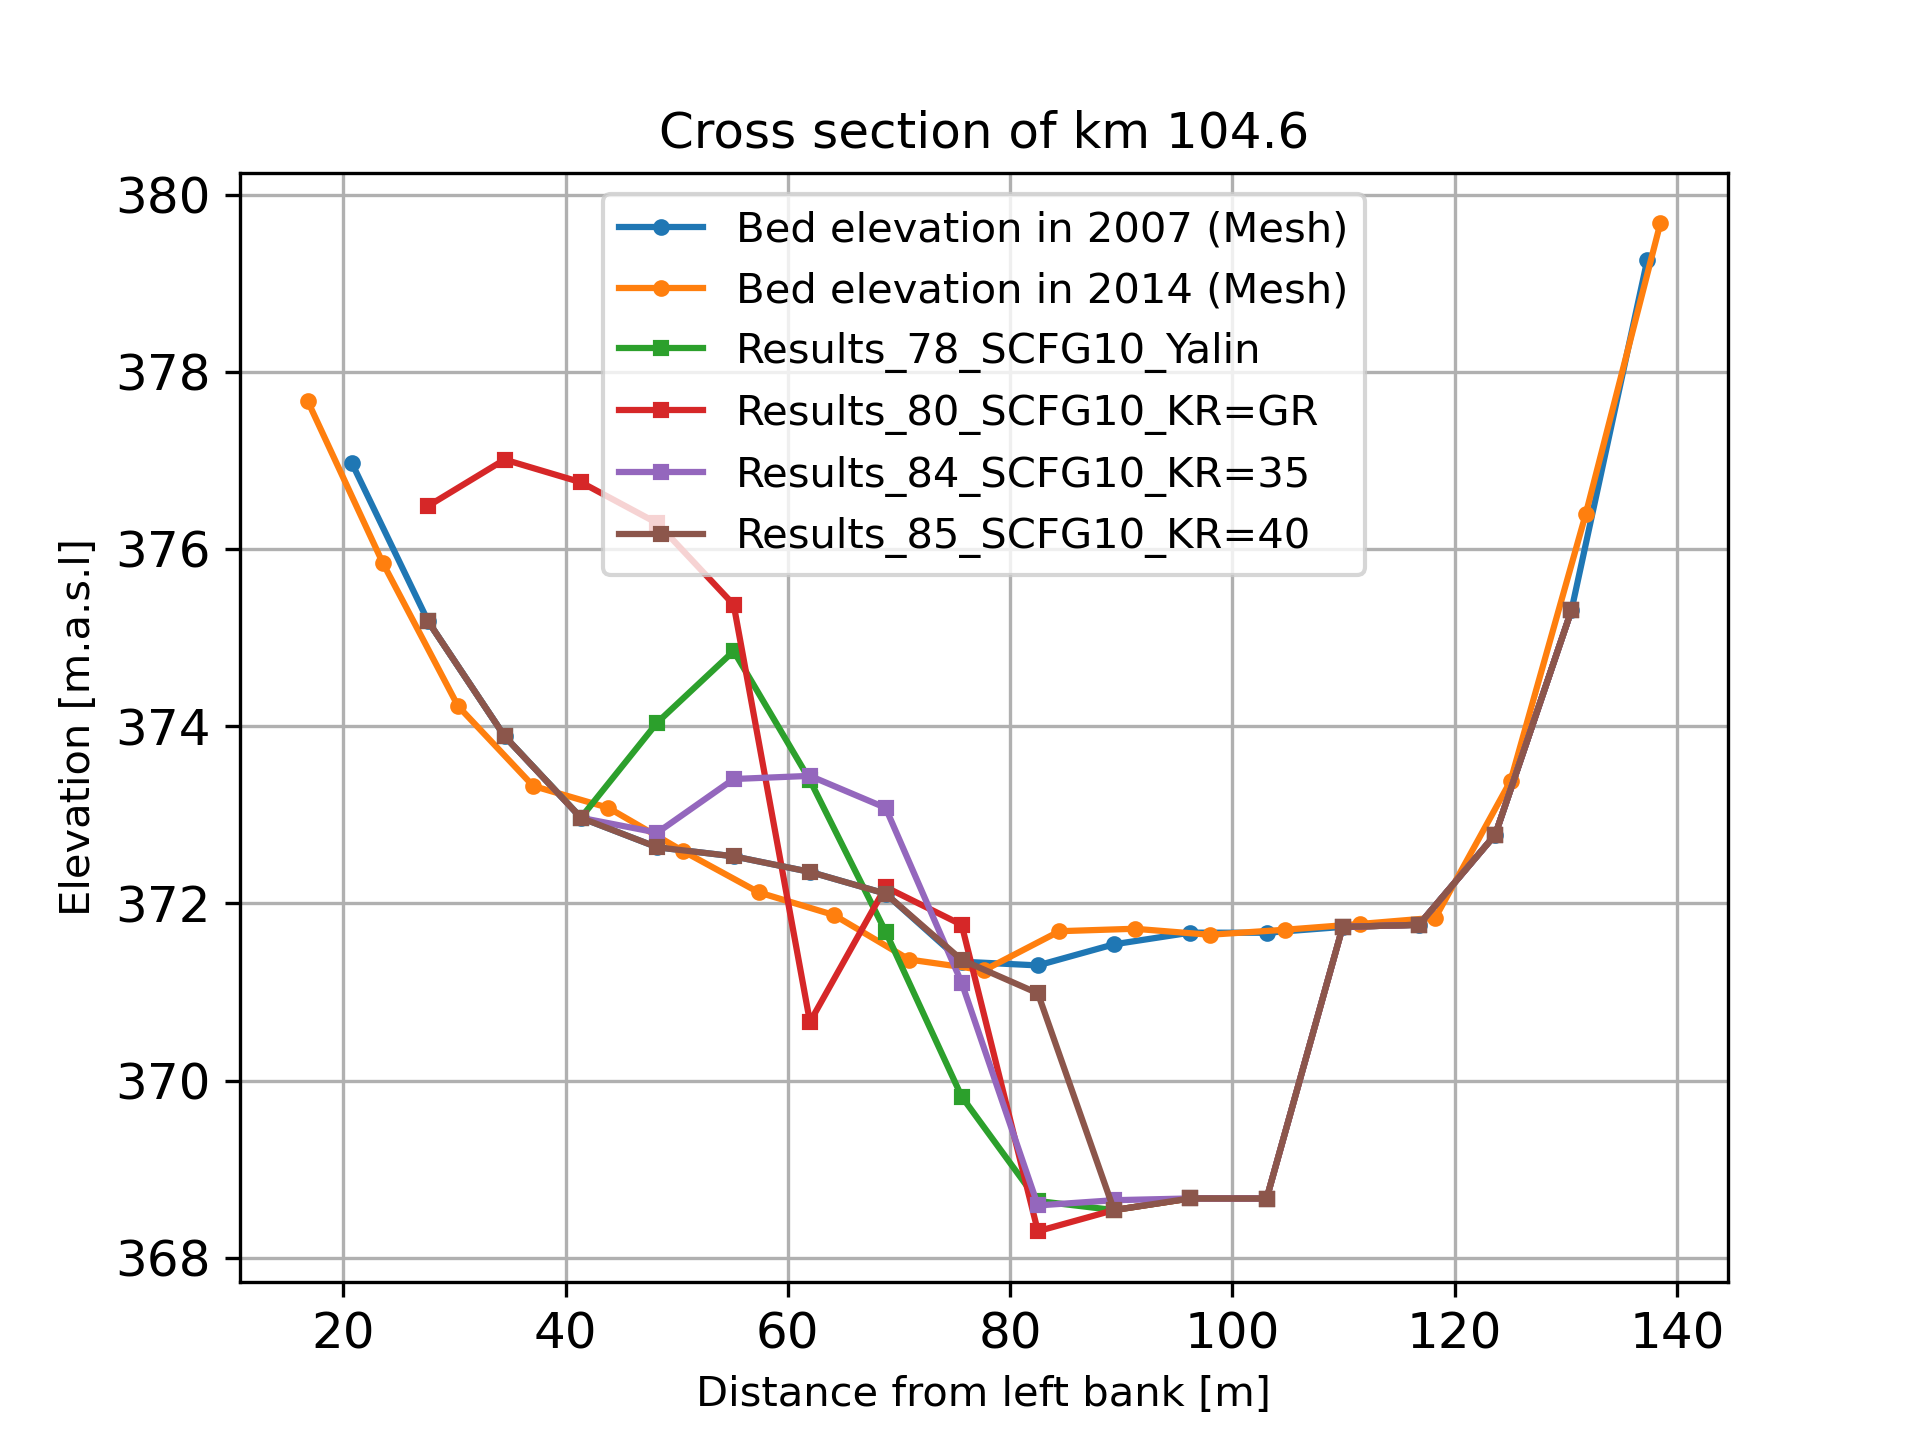 Cross section of km 104.6
380
378
376
374
372
370
368
Elevation [m.a.s.l]
Bed elevation in 2007 (Mesh)
Bed elevation in 2014 (Mesh)
Results_78_SCFG10_Yalin
Results_80_SCFG10_KR=GR
Results_84_SCFG10_KR=35
Results_85_SCFG10_KR=40
20 40 60 80 100 120 140
Distance from left bank [m]